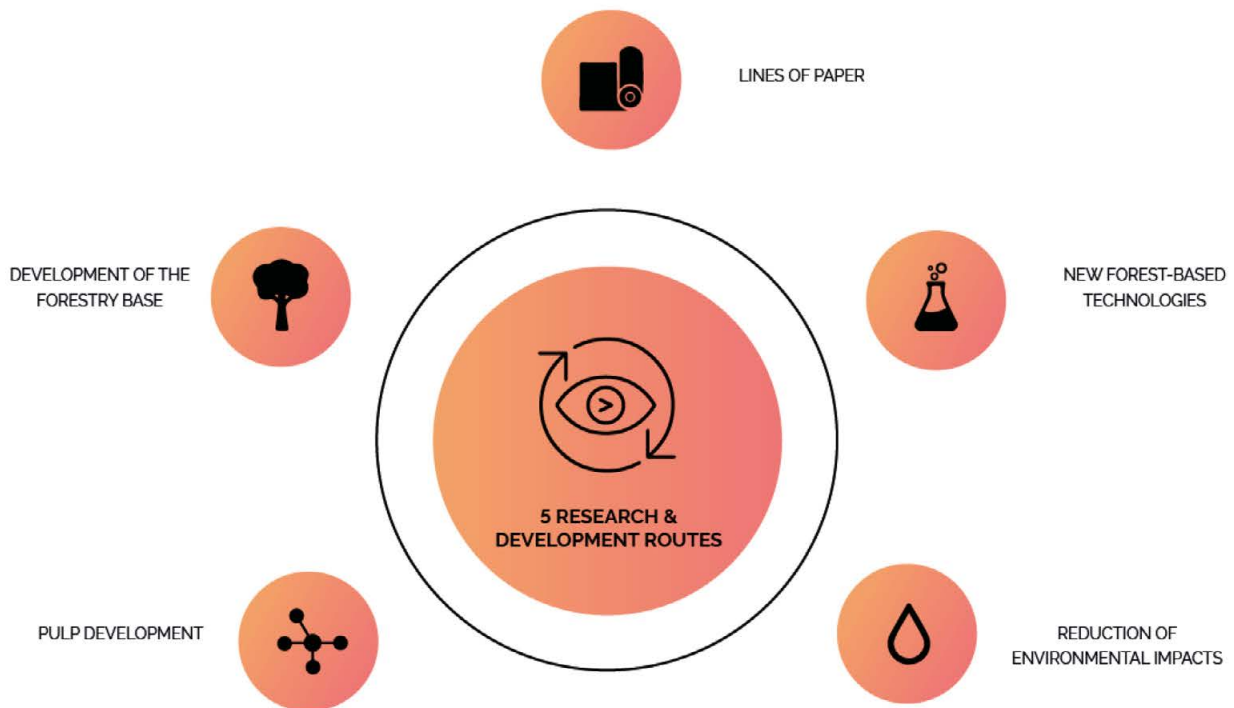 LINES OF PAPER
DEVELOPMENT OF THE
FORESTRY BASE
NEW FOREST-BASED
TECHNOLOGIES
5 RESEARCH &
DEVELOPMENT ROUTES
PULP DEVELOPMENT
REDUCTION OF
ENVIRONMENTAL IMPACTS